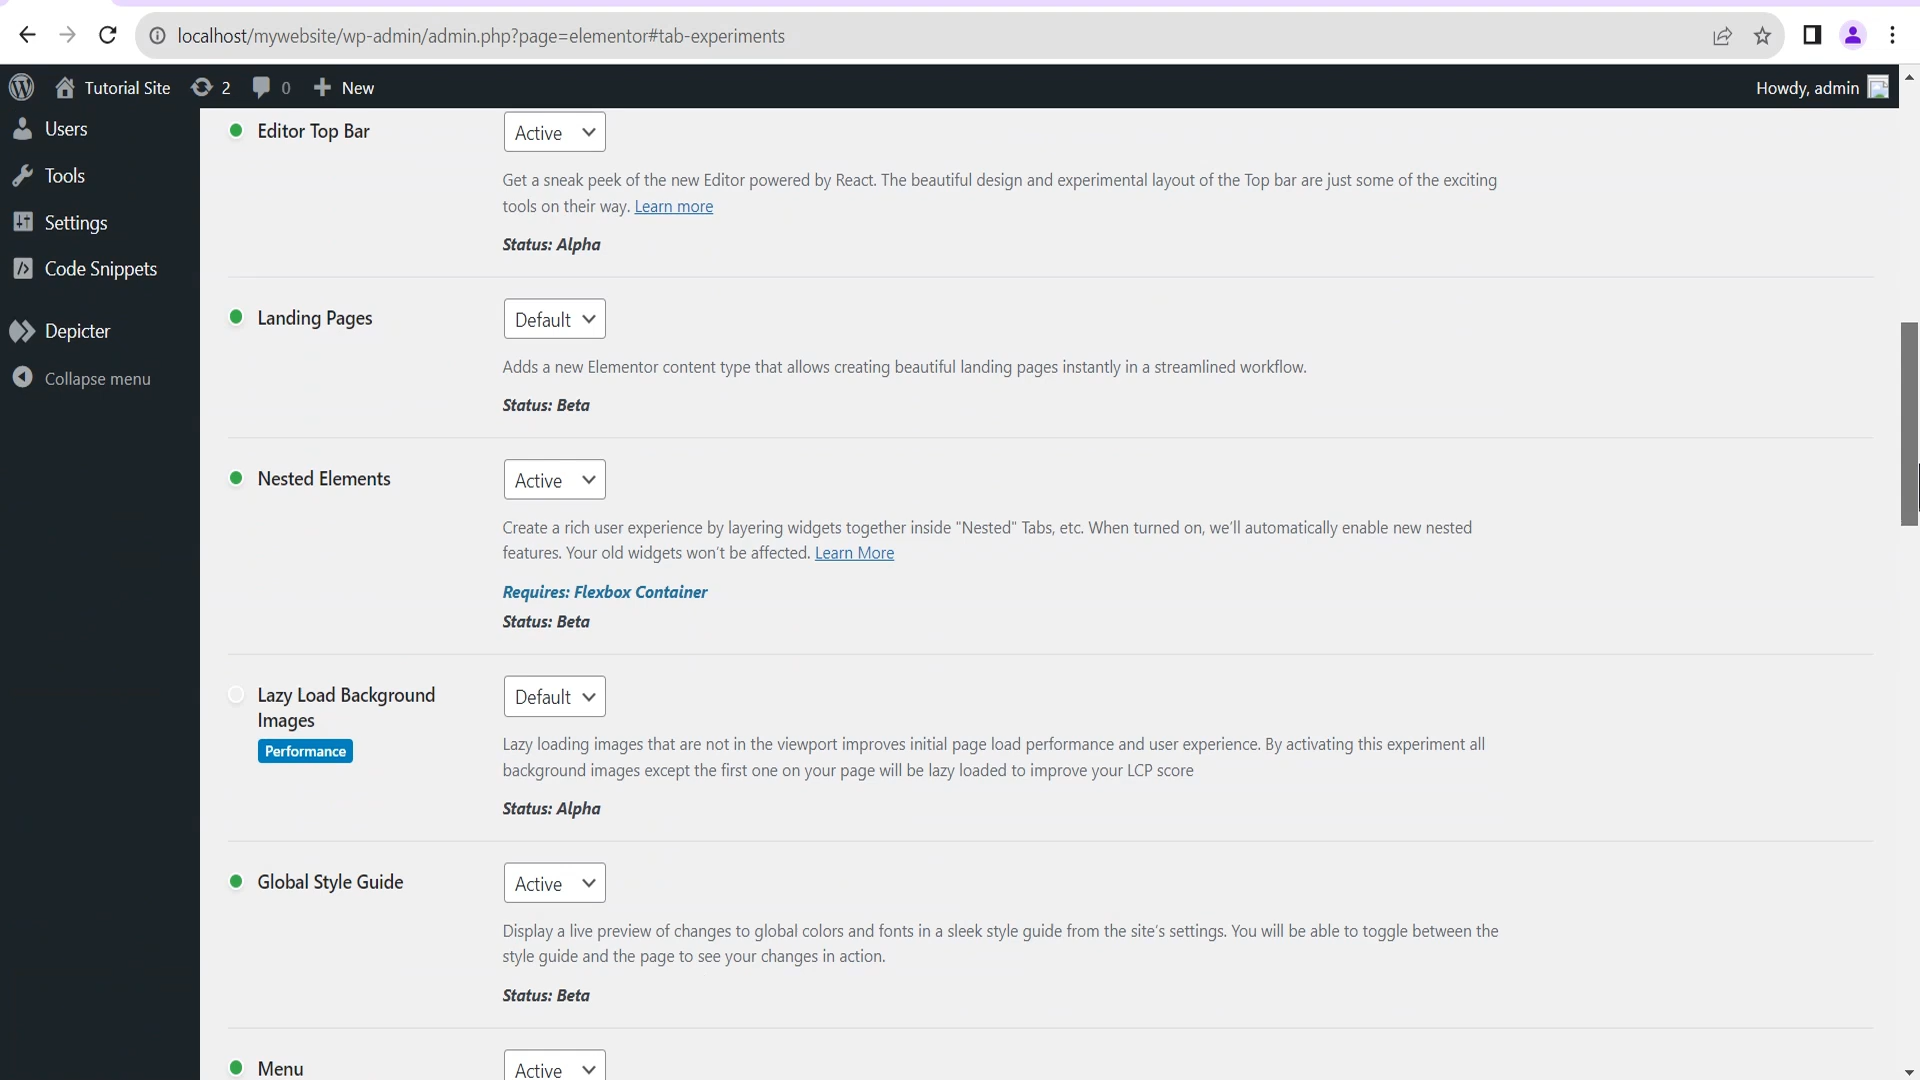 localhost/mywebsite/wp-admin/admin.php?page=elementor#tab-experiments
Tutorial Site 2 0 New Howdy, admin
Users
Tools
Settings
Code Snippets
Depicter
Collapse menu
Editor Top Bar Active
Get a sneak peek of the new Editor powered by React. The beautiful design and experimental layout of the Top bar are just some of the exciting
tools on their way. Learn more
Status: Alpha
Landing Pages Default
Adds a new Elementor content type that allows creating beautiful landing pages instantly in a streamlined workflow.
Status: Beta
Nested Elements Active
Create a rich user experience by layering widgets together inside "Nested" Tabs, etc. When turned on, we’ll automatically enable new nested
features. Your old widgets won’t be affected. Learn More
Requires: Flexbox Container
Status: Beta
Lazy Load Background Default
Images
Performance
Lazy loading images that are not in the viewport improves initial page load performance and user experience. By activating this experiment all
background images except the first one on your page will be lazy loaded to improve your LCP score
Status: Alpha
Global Style Guide Active
Display a live preview of changes to global colors and fonts in a sleek style guide from the site’s settings. You will be able to toggle between the
style guide and the page to see your changes in action.
Status: Beta
Menu Active